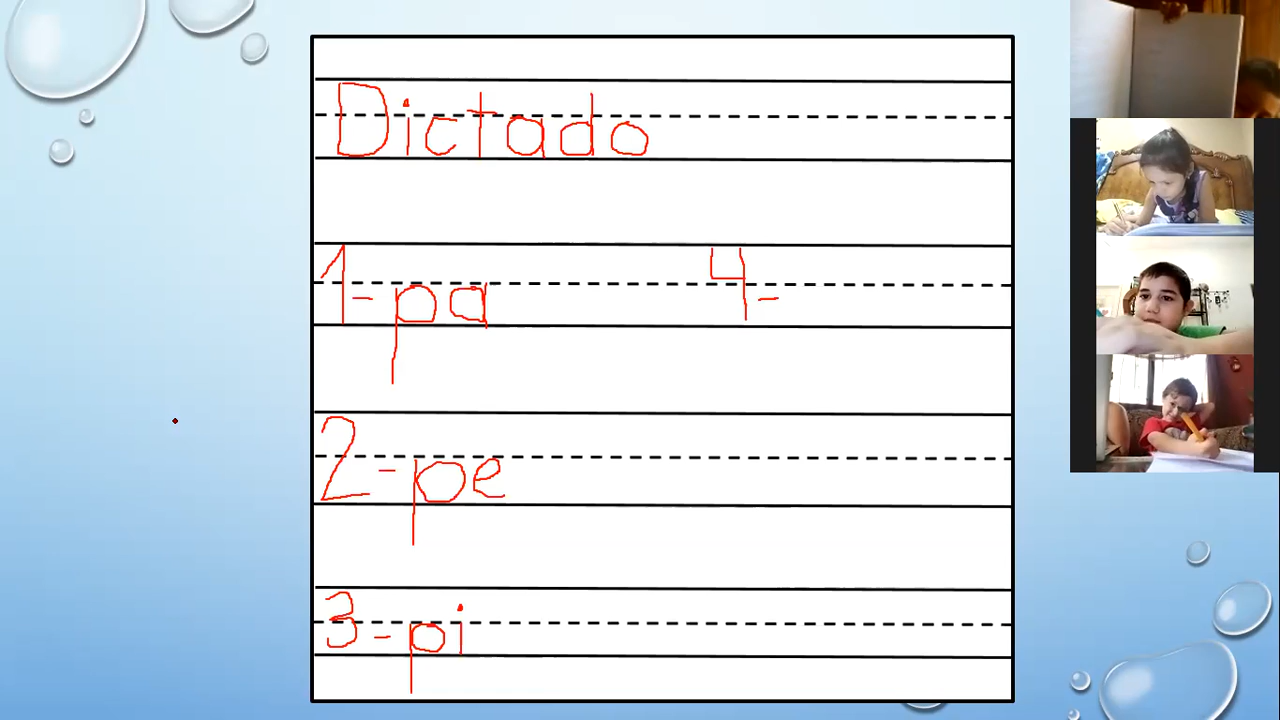 Dictado
1- pa 4-
2- pe
3- pi